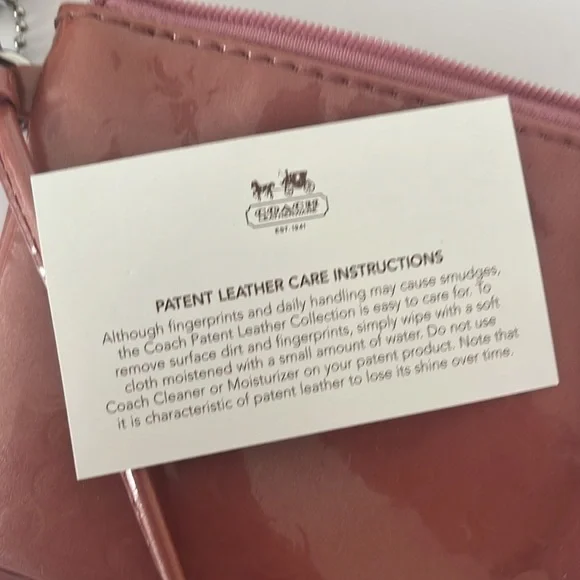 COACH
EST. 1941
PATENT LEATHER CARE INSTRUCTIONS
Although fingerprints and daily handling may cause smudges,
the Coach Patent Leather Collection is easy to care for. To
remove surface dirt and fingerprints, simply wipe with a soft
cloth moistened with a small amount of water. Do not use
Coach Cleaner or Moisturizer on your patent product. Note that
it is characteristic of patent leather to lose its shine over time.